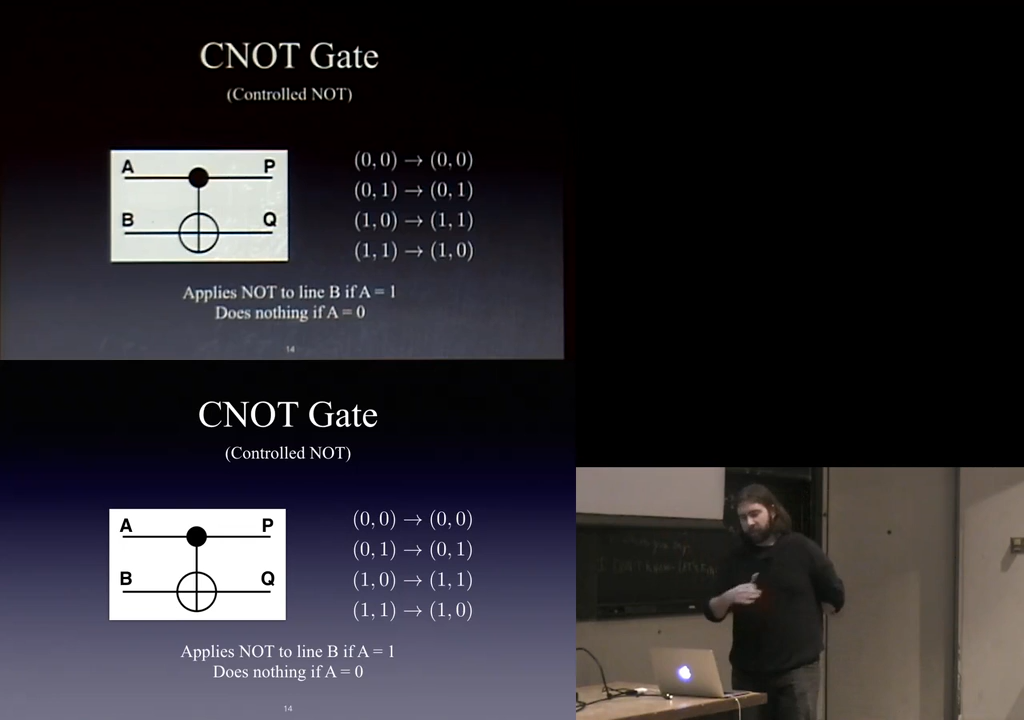 CNOT Gate
(Controlled NOT)
A P
B Q
(0, 0) → (0, 0)
(0, 1) → (0, 1)
(1, 0) → (1, 1)
(1, 1) → (1, 0)
Applies NOT to line B if A = 1
Does nothing if A = 0
14
CNOT Gate
(Controlled NOT)
A P
B Q
(0, 0) → (0, 0)
(0, 1) → (0, 1)
(1, 0) → (1, 1)
(1, 1) → (1, 0)
Applies NOT to line B if A = 1
Does nothing if A = 0
14